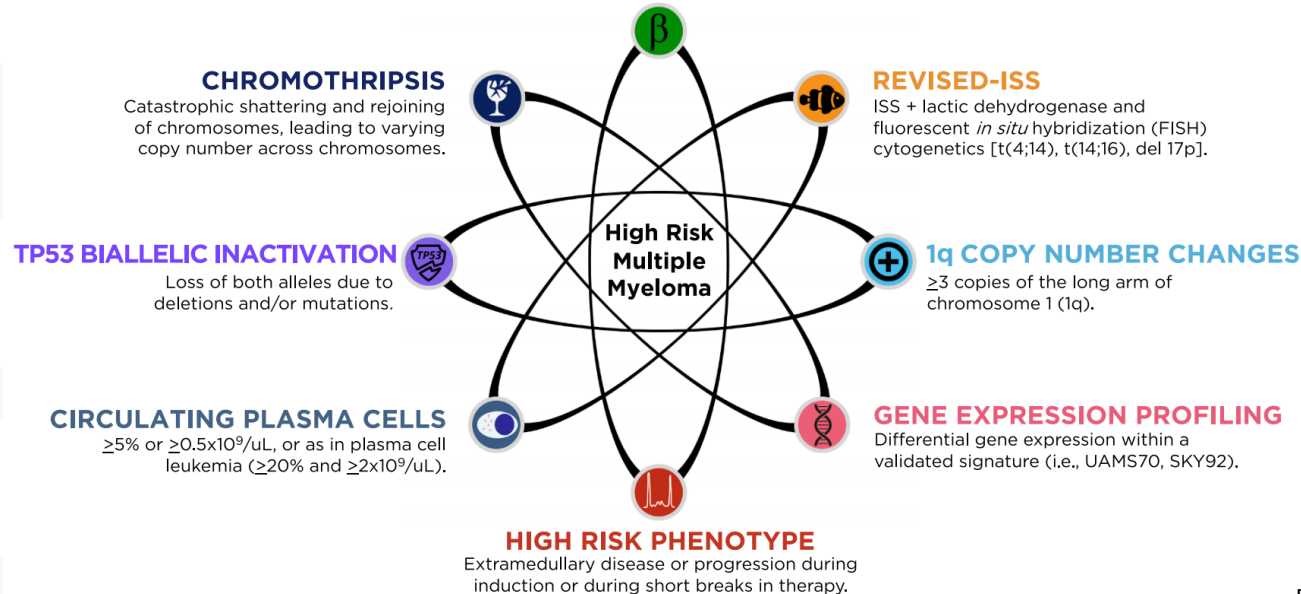 β
CHROMOTHRIPSIS
Catastrophic shattering and rejoining
of chromosomes, leading to varying
copy number across chromosomes.
REVISED-ISS
ISS + lactic dehydrogenase and
fluorescent in situ hybridization (FISH)
cytogenetics [t(4;14), t(14;16), del 17p].
High Risk
Multiple
Myeloma
TP53 BIALLELIC INACTIVATION
Loss of both alleles due to
deletions and/or mutations.
TP53
1q COPY NUMBER CHANGES
≥3 copies of the long arm of
chromosome 1 (1q).
CIRCULATING PLASMA CELLS
≥5% or ≥0.5x10⁹/uL, or as in plasma cell
leukemia (≥20% and ≥2x10⁹/uL).
GENE EXPRESSION PROFILING
Differential gene expression within a
validated signature (i.e., UAMS70, SKY92).
HIGH RISK PHENOTYPE
Extramedullary disease or progression during
induction or during short breaks in therapy.